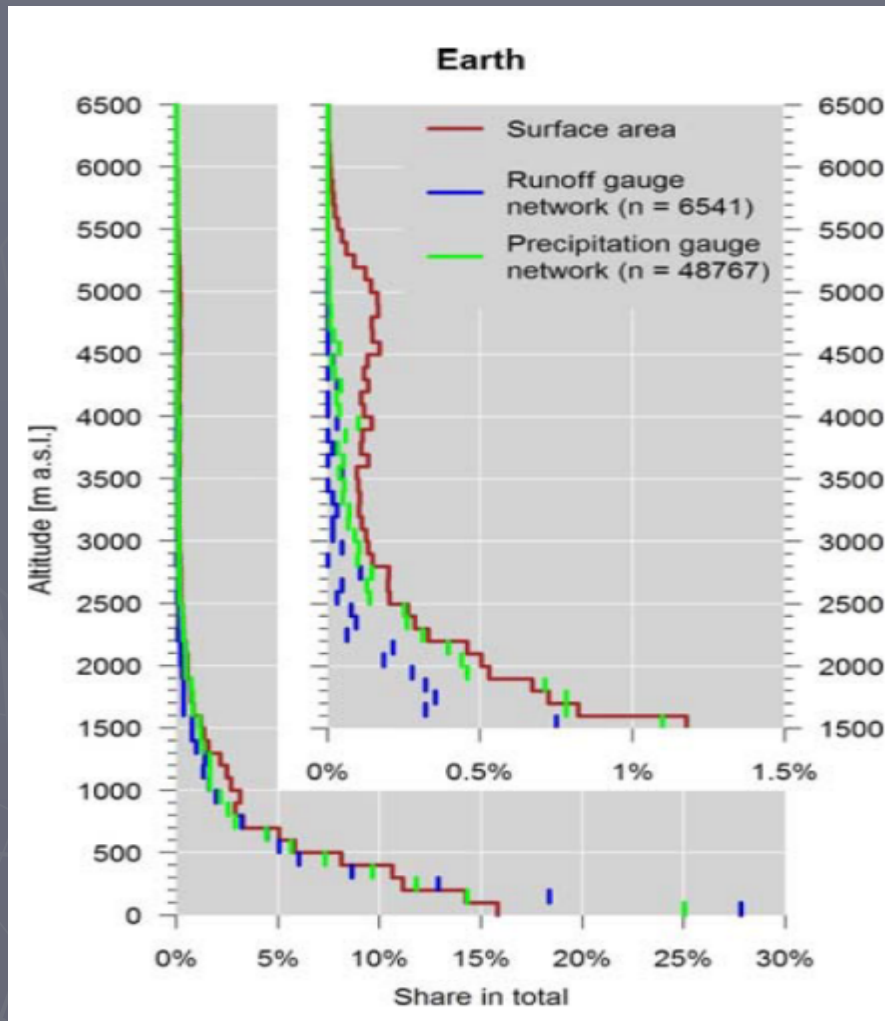 Earth
6500
6000
5500
5000
4500
4000
3500
3000
2500
2000
1500
1000
500
0
Altitude [m a.s.l.]
Surface area
Runoff gauge
network (n = 6541)
Precipitation gauge
network (n = 48767)
6500
6000
5500
5000
4500
4000
3500
3000
2500
2000
1500
0% 0.5% 1% 1.5%
0% 5% 10% 15% 20% 25% 30%
Share in total